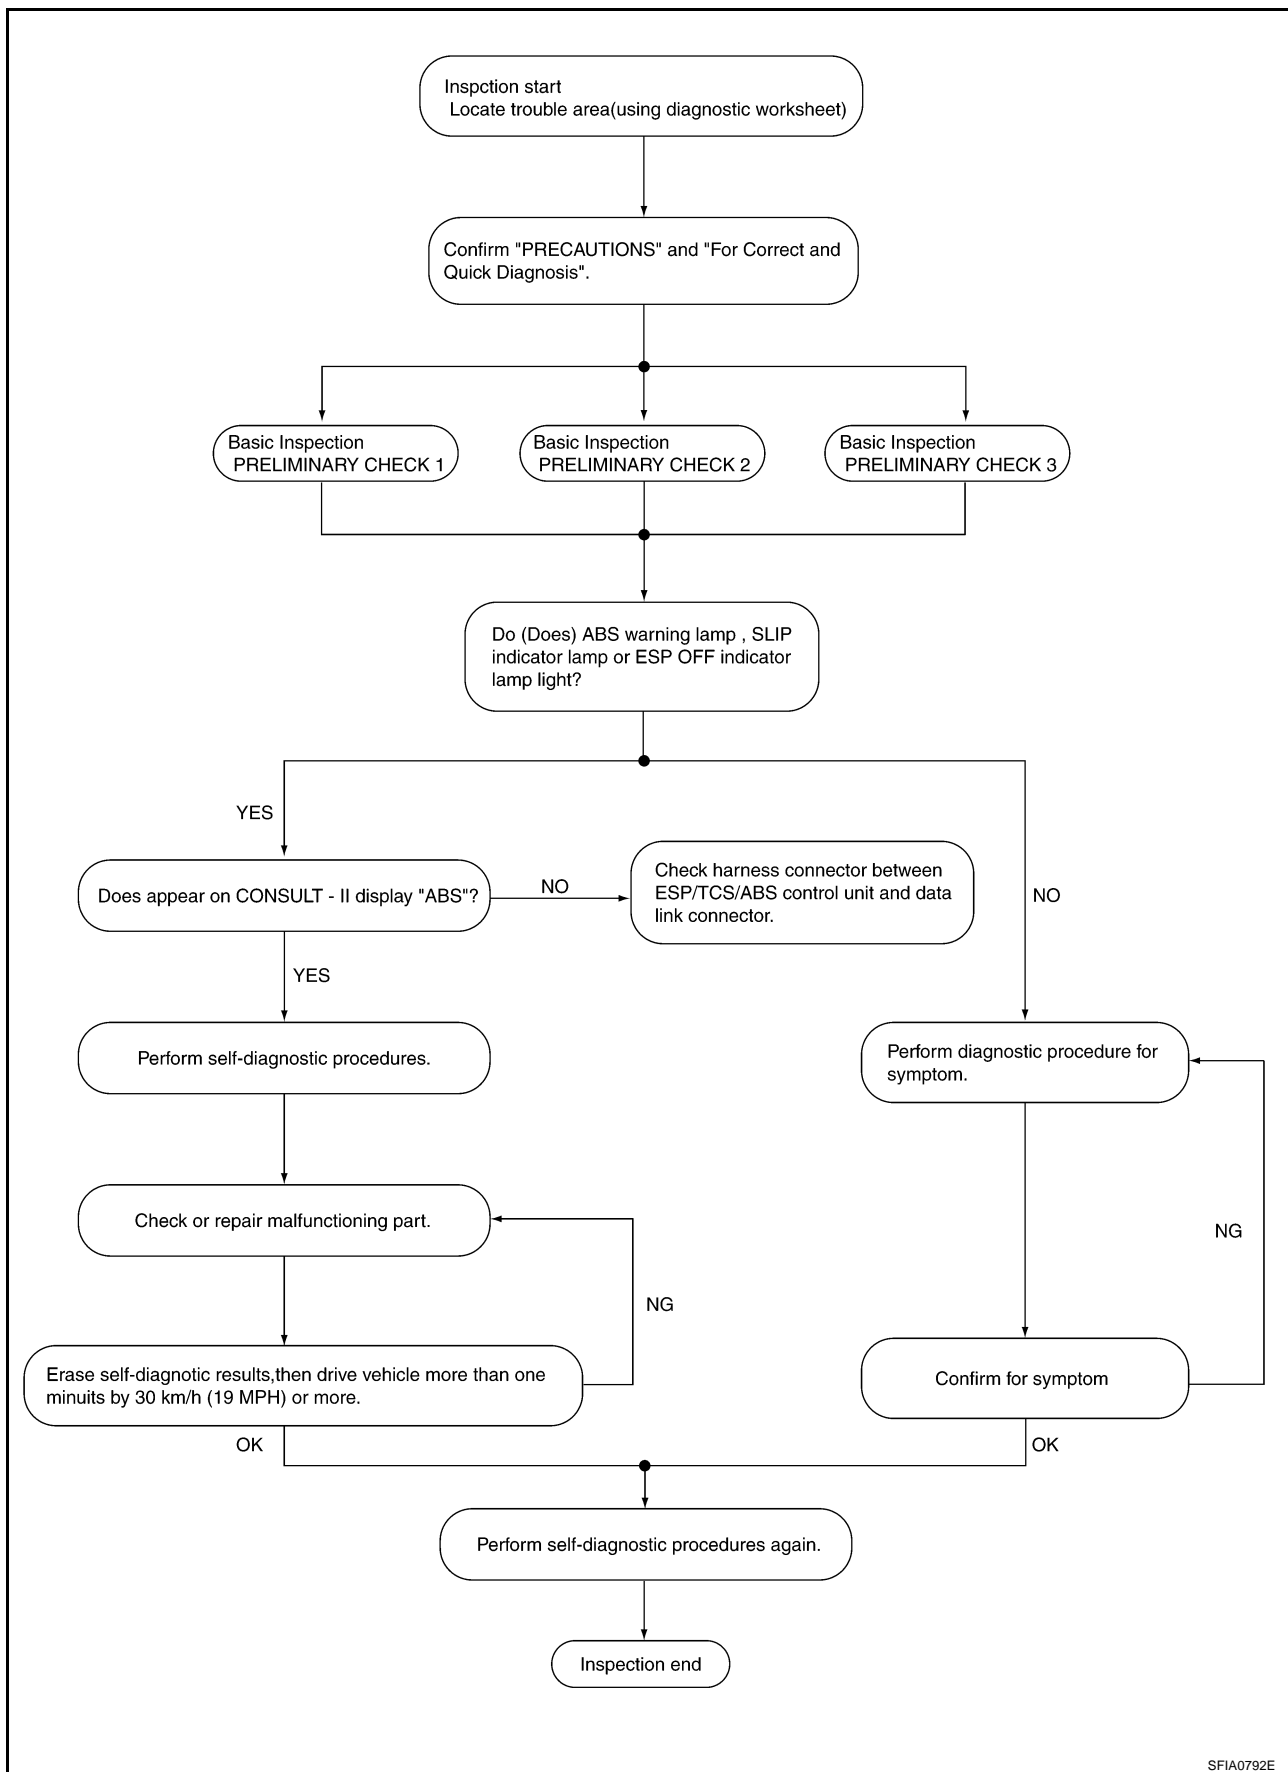 Inspction start
Locate trouble area(using diagnostic worksheet)
Confirm "PRECAUTIONS" and "For Correct and
Quick Diagnosis".
Basic Inspection
PRELIMINARY CHECK 1
Basic Inspection
PRELIMINARY CHECK 2
Basic Inspection
PRELIMINARY CHECK 3
Do (Does) ABS warning lamp , SLIP
indicator lamp or ESP OFF indicator
lamp light?
YES
Does appear on CONSULT - II display "ABS"?
NO
Check harness connector between
ESP/TCS/ABS control unit and data
link connector.
NO
YES
Perform self-diagnostic procedures.
Perform diagnostic procedure for
symptom.
Check or repair malfunctioning part.
NG
NG
Erase self-diagnotic results,then drive vehicle more than one
minuits by 30 km/h (19 MPH) or more.
Confirm for symptom
OK
OK
Perform self-diagnostic procedures again.
Inspection end
SFIA0792E